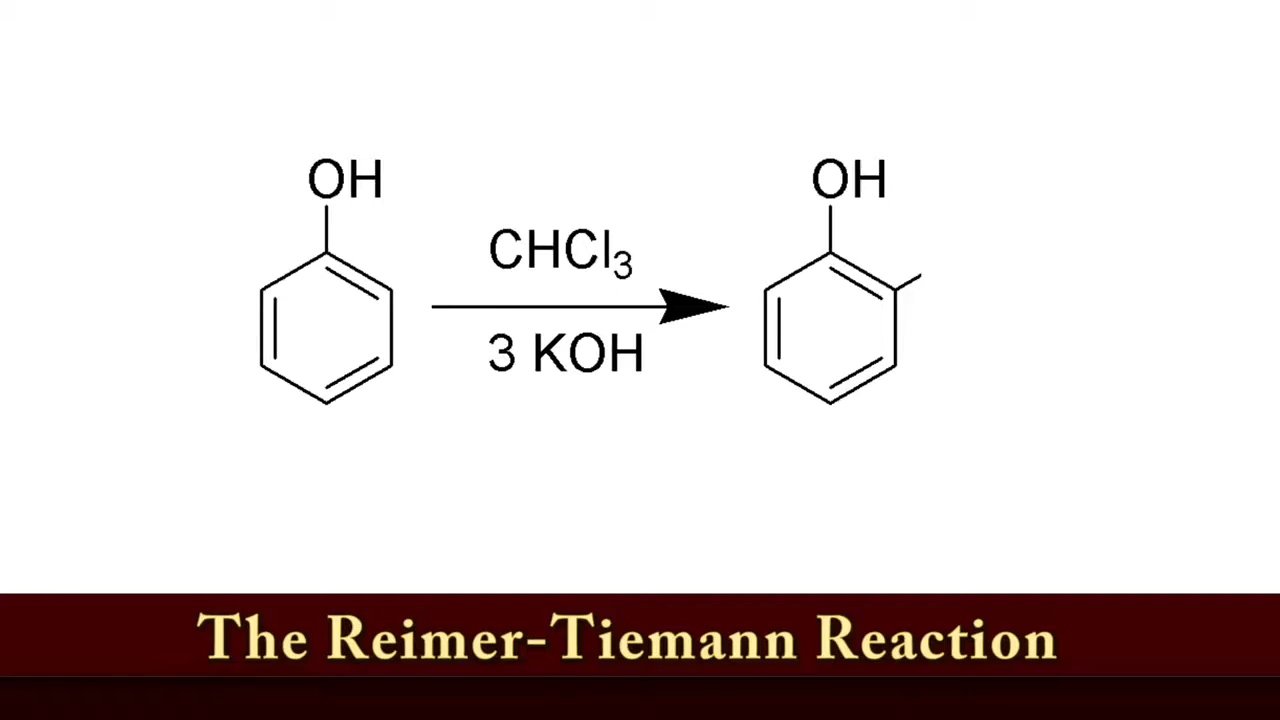 OH
OH
CHCl3
3 KOH
The Reimer-Tiemann Reaction